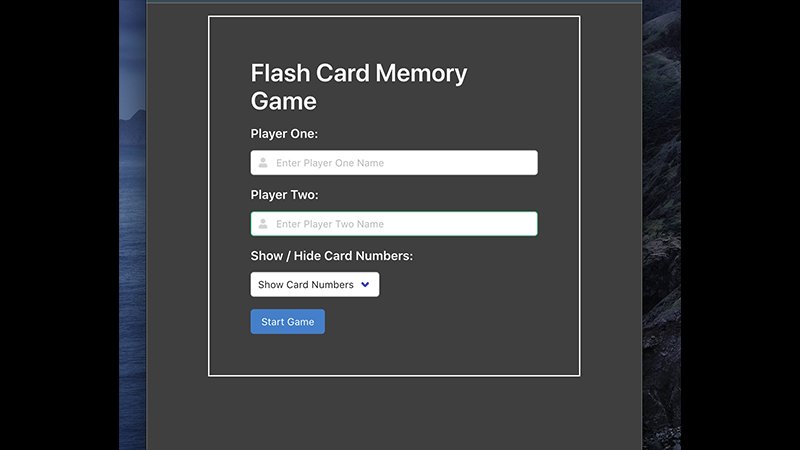 Flash Card Memory
Game
Player One:
Enter Player One Name
Player Two:
Enter Player Two Name
Show / Hide Card Numbers:
Show Card Numbers
Start Game